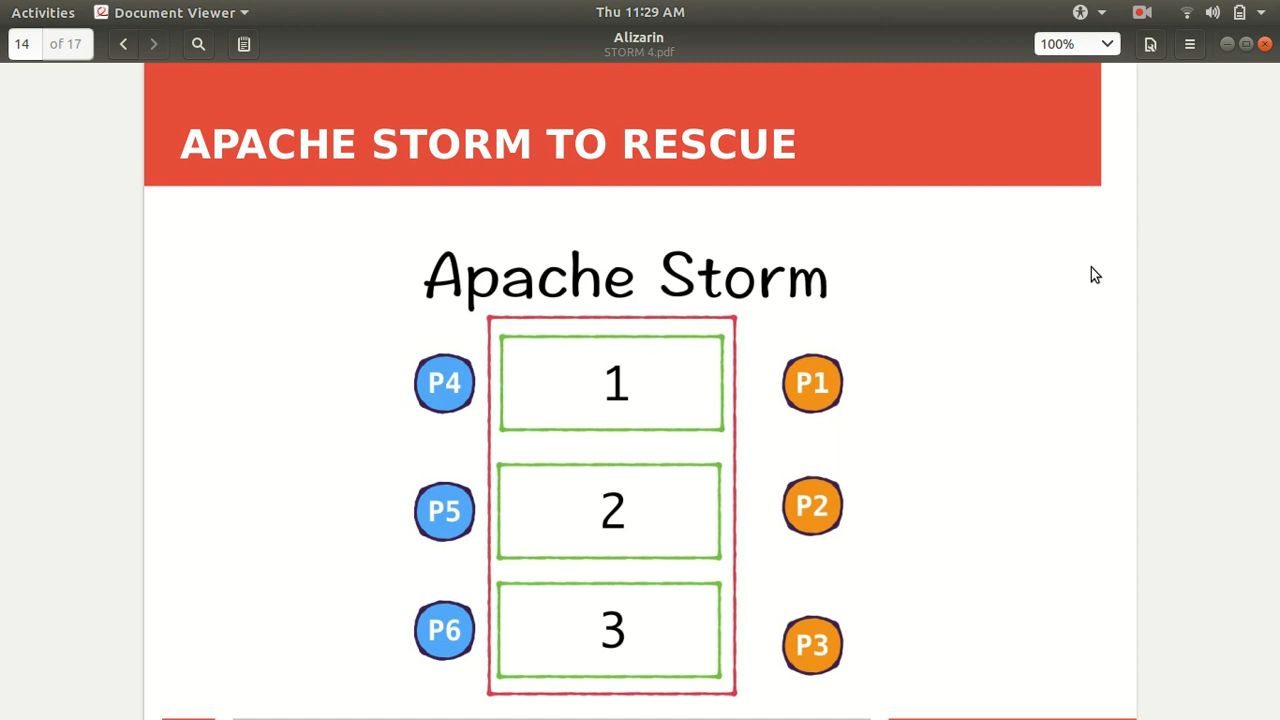 Activities Document Viewer Thu 11:29 AM
14 of 17 Alizarin 100%
STORM 4.pdf
APACHE STORM TO RESCUE
Apache Storm
P4 1 P1
P5 2 P2
P6 3 P3